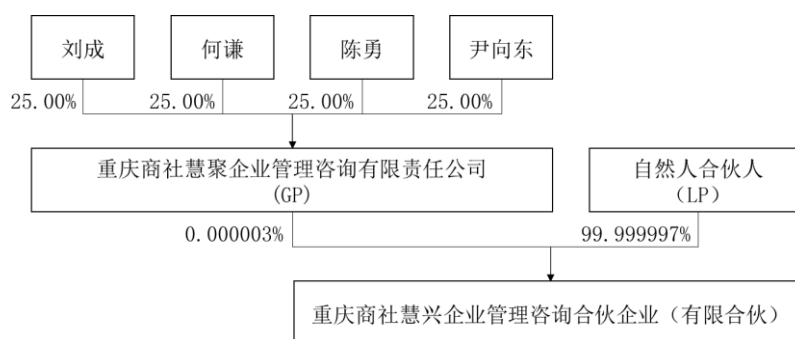 刘成
何谦
陈勇
尹向东
25.00%
25.00%
25.00%
25.00%
重庆商社慧聚企业管理咨询有限责任公司
(GP)
自然人合伙人
（LP）
0.000003%
99.999997%
重庆商社慧兴企业管理咨询合伙企业（有限合伙）